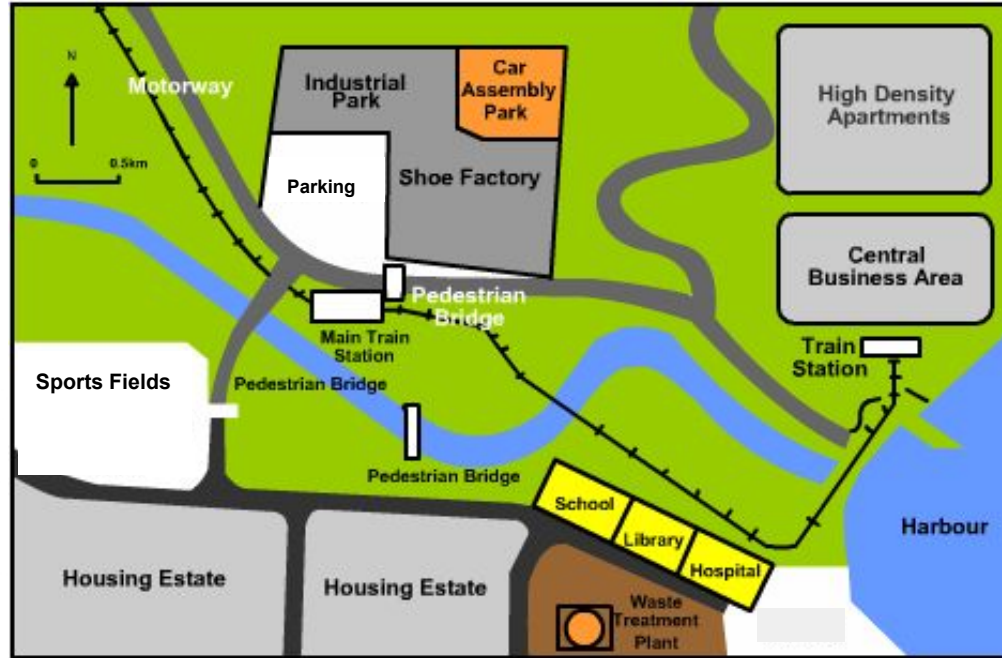 N
Motorway
0 0.5km
Industrial
Park
Car
Assembly
Park
High Density
Apartments
Parking
Shoe Factory
Central
Business Area
Pedestrian
Bridge
Main Train
Station
Train
Station
Sports Fields
Pedestrian Bridge
Pedestrian Bridge
School
Library
Hospital
Harbour
Housing Estate
Housing Estate
Waste
Treatment
Plant